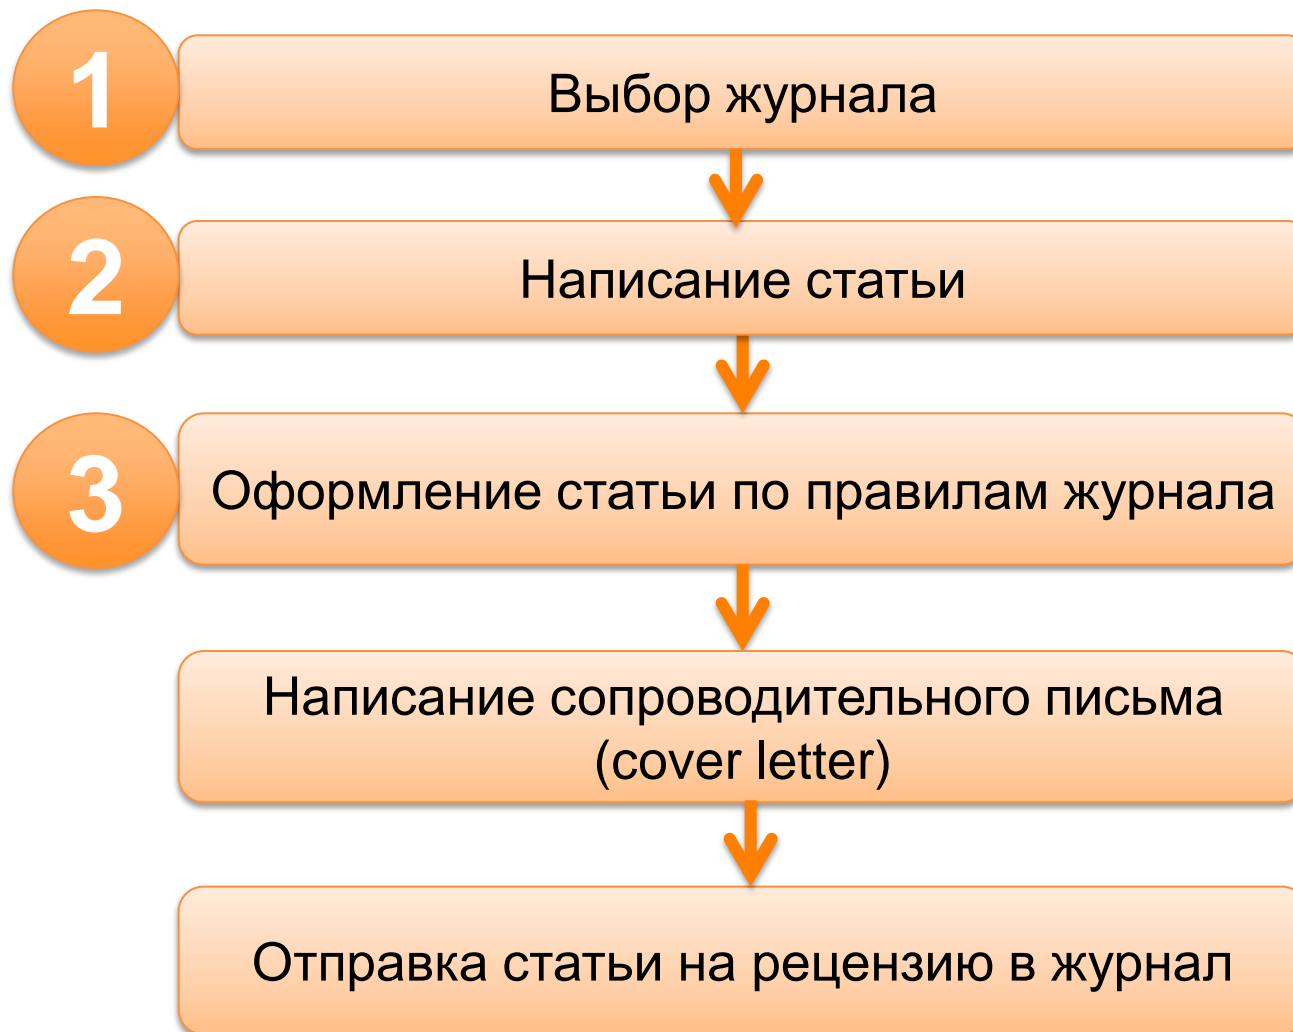 1
Выбор журнала
2
Написание статьи
3
Оформление статьи по правилам журнала
Написание сопроводительного письма
(cover letter)
Отправка статьи на рецензию в журнал